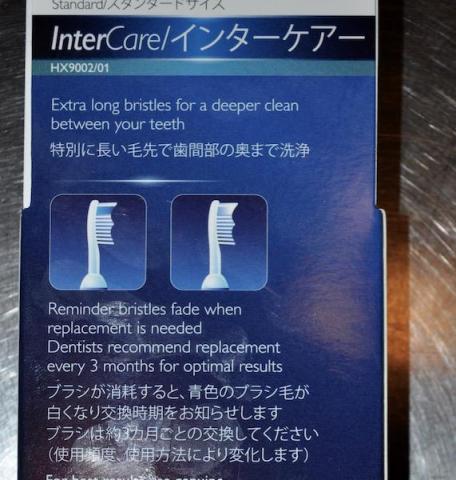 Standard/スタンダードサイズ
InterCare/インターケアー
HX9002/01
Extra long bristles for a deeper clean
between your teeth
特別に長い毛先で歯間部の奥まで洗浄
Reminder bristles fade when
replacement is needed
Dentists recommend replacement
every 3 months for optimal results
ブラシが消耗すると、青色のブラシ毛が
白くなり交換時期をお知らせします
ブラシは約3カ月ごとの交換してください
（使用頻度、使用方法により変化します）
For best results use genuine